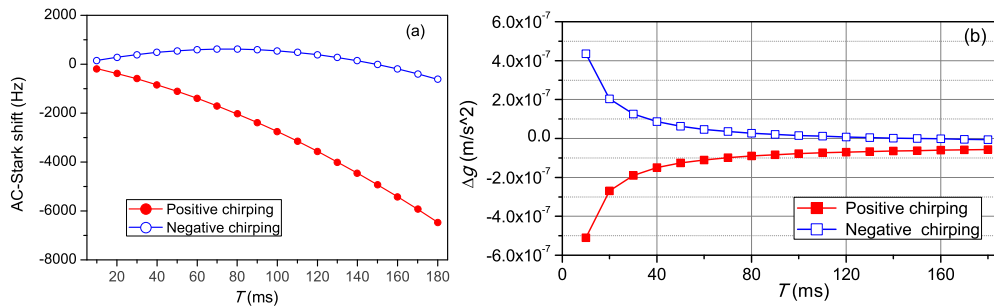 (a)
AC-Stark shift (Hz)
2000
0
-2000
-4000
-6000
-8000
Positive chirping
Negative chirping
20 40 60 80 100 120 140 160 180
T (ms)
(b)
Δg (m/s^2)
6.0x10⁻⁷
4.0x10⁻⁷
2.0x10⁻⁷
0.0
-2.0x10⁻⁷
-4.0x10⁻⁷
-6.0x10⁻⁷
Positive chirping
Negative chirping
0 40 80 120 160
T (ms)